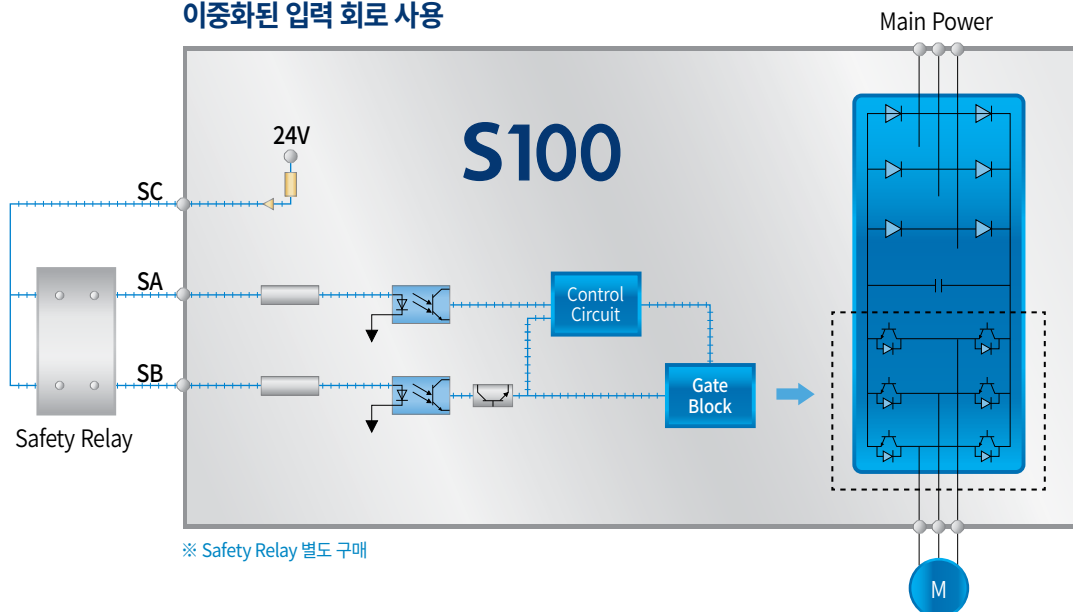 이중화된 입력 회로 사용
Main Power
S100
24V
SC
SA
Control
Circuit
SB
Gate
Block
Safety Relay
※ Safety Relay 별도 구매
M